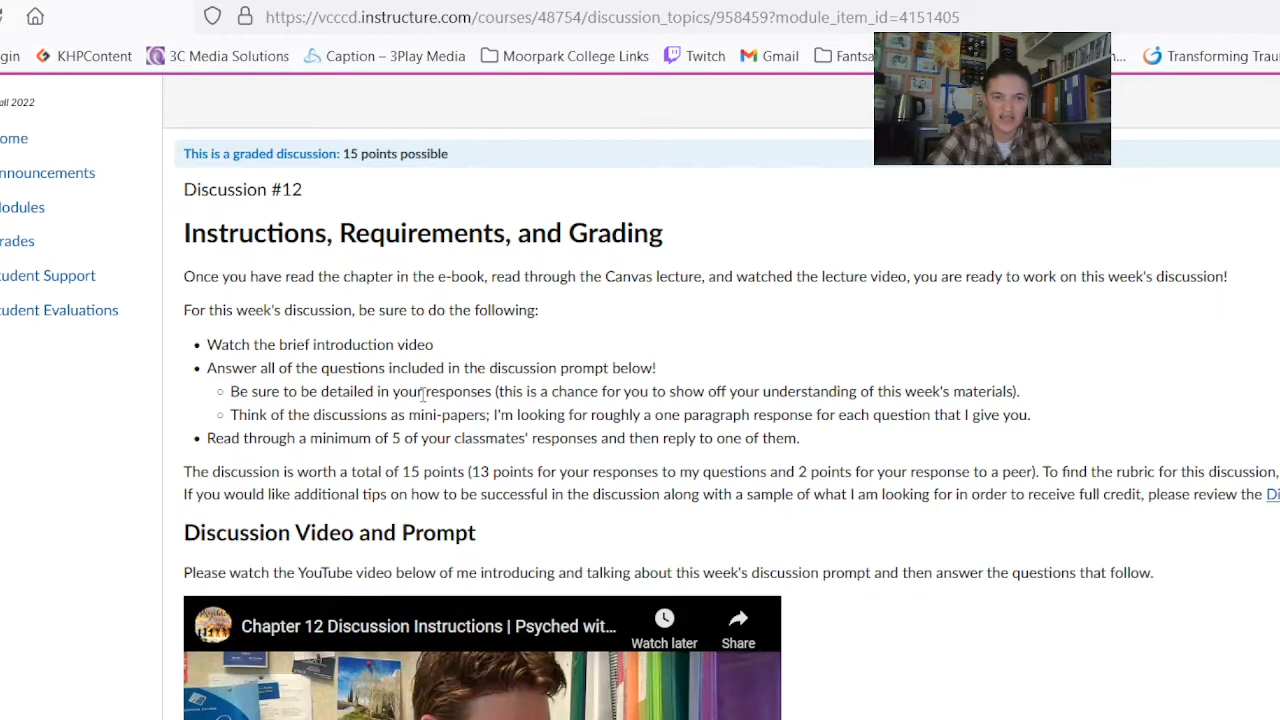 https://vcccd.instructure.com/courses/48754/discussion_topics/958459?module_item_id=4151405
gin KHPContent 3C Media Solutions Caption – 3Play Media Moorpark College Links Twitch Gmail Fantas ... Transforming Trau
all 2022
ome
nnouncements
odules
rades
tudent Support
tudent Evaluations
This is a graded discussion: 15 points possible
Discussion #12
Instructions, Requirements, and Grading
Once you have read the chapter in the e-book, read through the Canvas lecture, and watched the lecture video, you are ready to work on this week's discussion!
For this week's discussion, be sure to do the following:
• Watch the brief introduction video
• Answer all of the questions included in the discussion prompt below!
○ Be sure to be detailed in your responses (this is a chance for you to show off your understanding of this week's materials).
○ Think of the discussions as mini-papers; I'm looking for roughly a one paragraph response for each question that I give you.
• Read through a minimum of 5 of your classmates' responses and then reply to one of them.
The discussion is worth a total of 15 points (13 points for your responses to my questions and 2 points for your response to a peer). To find the rubric for this discussion,
If you would like additional tips on how to be successful in the discussion along with a sample of what I am looking for in order to receive full credit, please review the Di
Discussion Video and Prompt
Please watch the YouTube video below of me introducing and talking about this week's discussion prompt and then answer the questions that follow.
Chapter 12 Discussion Instructions | Psyched wit...
Watch later
Share